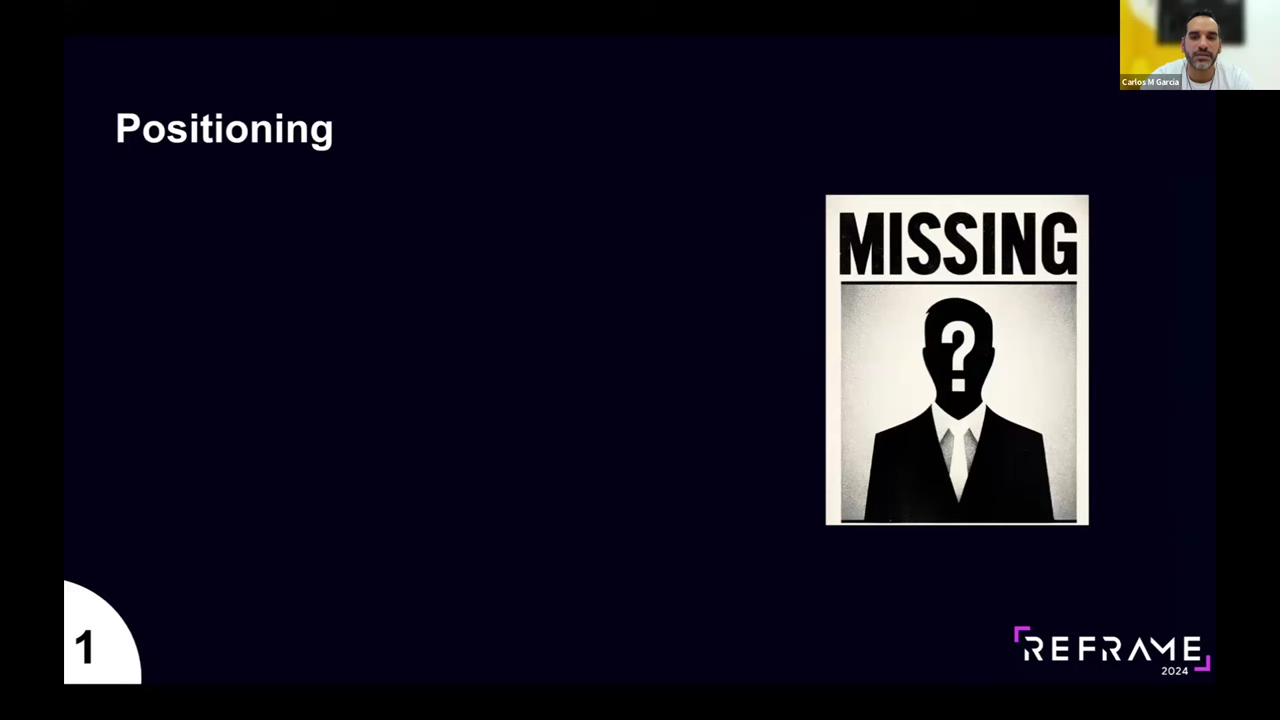 Carlos M Garcia
Positioning
MISSING
?
1
REFRAME
2024